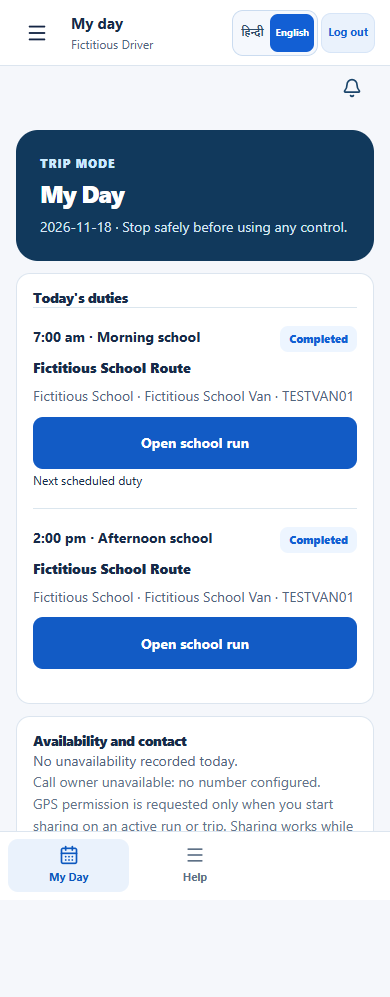 My day
Fictitious Driver
हिन्दी
English
Log out
TRIP MODE
My Day
2026-11-18 · Stop safely before using any control.
Today's duties
7:00 am · Morning school
Completed
Fictitious School Route
Fictitious School · Fictitious School Van · TESTVAN01
Open school run
Next scheduled duty
2:00 pm · Afternoon school
Completed
Fictitious School Route
Fictitious School · Fictitious School Van · TESTVAN01
Open school run
Availability and contact
No unavailability recorded today.
Call owner unavailable: no number configured.
GPS permission is requested only when you start
sharing on an active run or trip. Sharing works while
My Day
Help